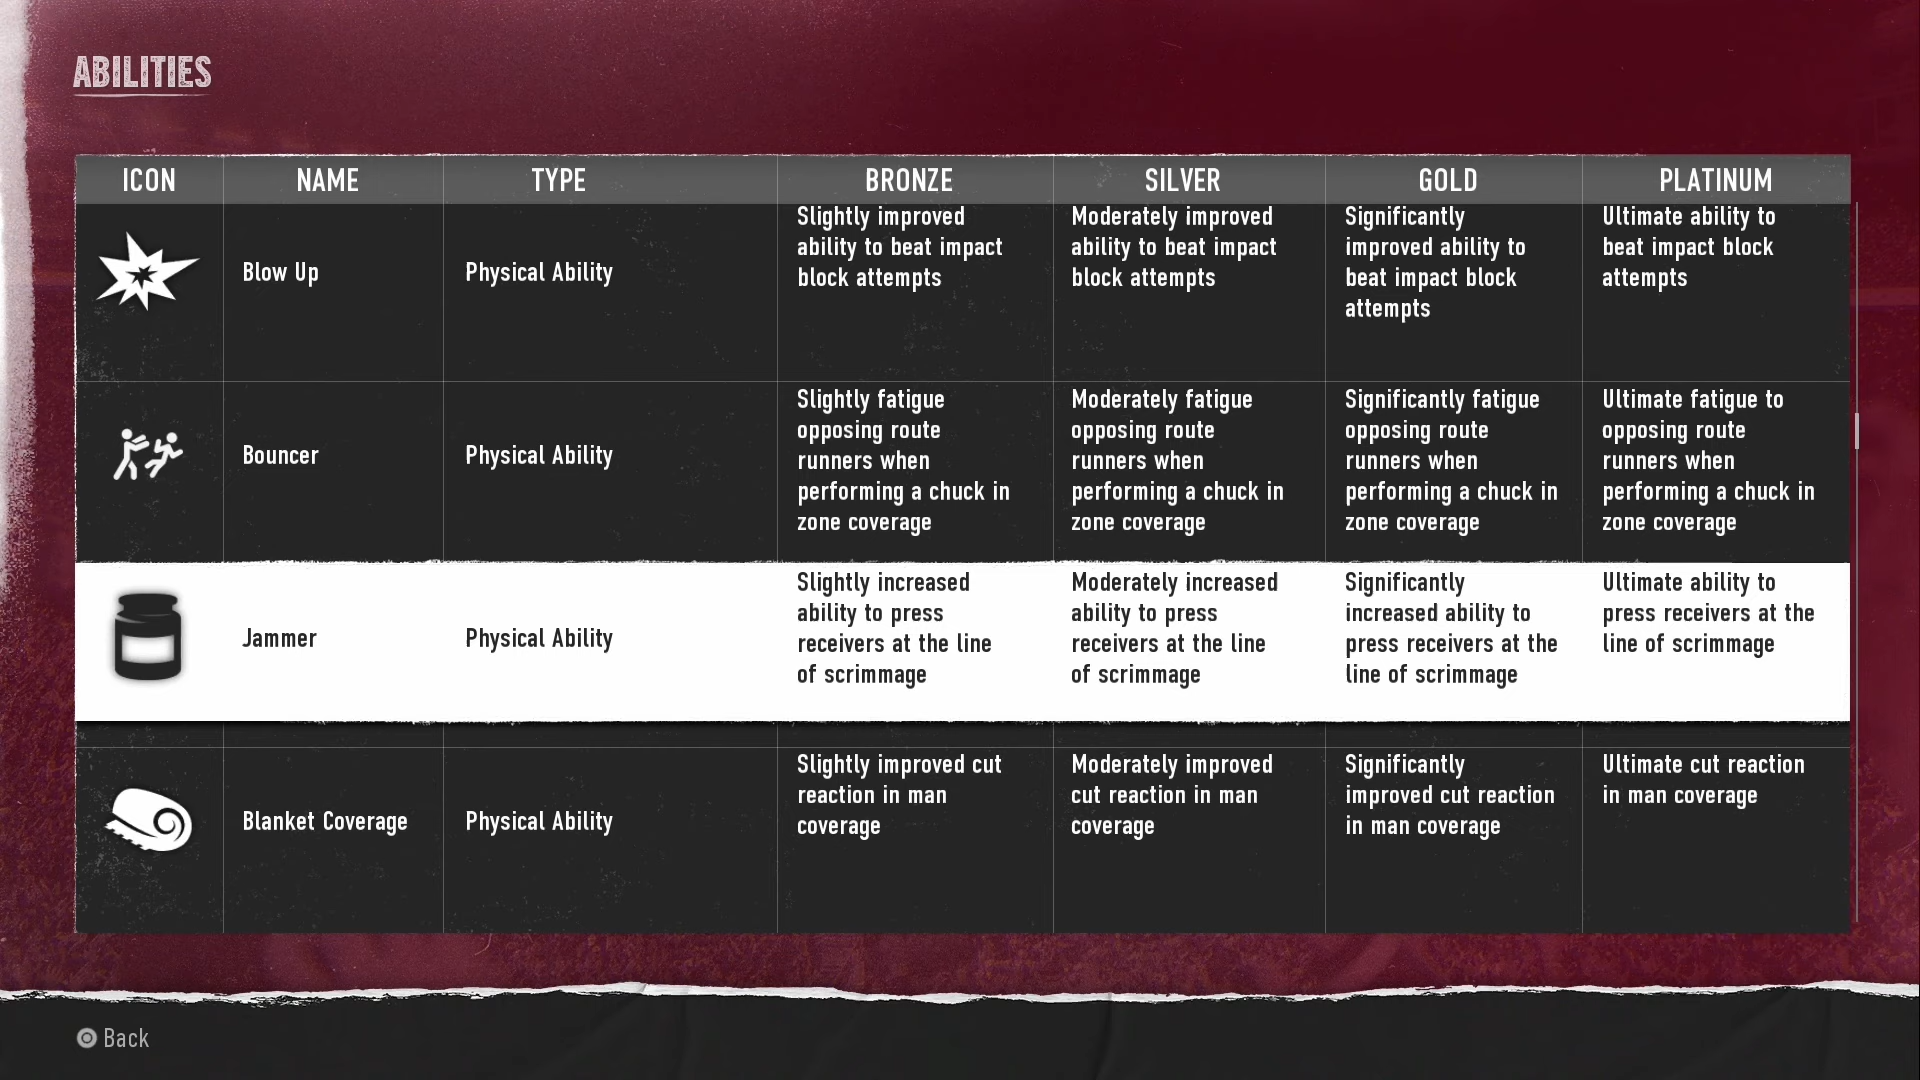 ABILITIES
ICON NAME TYPE BRONZE SILVER GOLD PLATINUM
Blow Up
Physical Ability
Slightly improved
ability to beat impact
block attempts
Moderately improved
ability to beat impact
block attempts
Significantly
improved ability to
beat impact block
attempts
Ultimate ability to
beat impact block
attempts
Bouncer
Physical Ability
Slightly fatigue
opposing route
runners when
performing a chuck in
zone coverage
Moderately fatigue
opposing route
runners when
performing a chuck in
zone coverage
Significantly fatigue
opposing route
runners when
performing a chuck in
zone coverage
Ultimate fatigue to
opposing route
runners when
performing a chuck in
zone coverage
Jammer
Physical Ability
Slightly increased
ability to press
receivers at the line
of scrimmage
Moderately increased
ability to press
receivers at the line
of scrimmage
Significantly
increased ability to
press receivers at the
line of scrimmage
Ultimate ability to
press receivers at the
line of scrimmage
Blanket Coverage
Physical Ability
Slightly improved cut
reaction in man
coverage
Moderately improved
cut reaction in man
coverage
Significantly
improved cut reaction
in man coverage
Ultimate cut reaction
in man coverage
Back